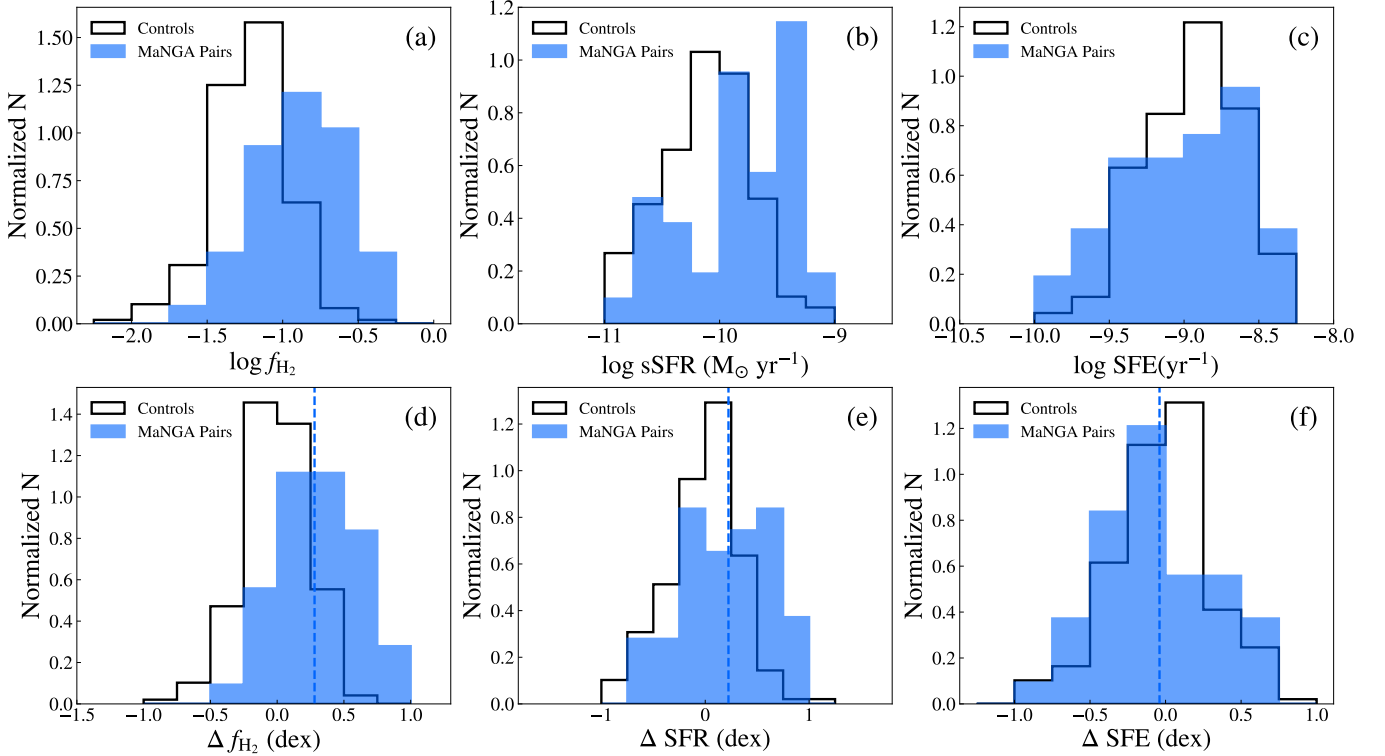 Controls
MaNGA Pairs
(a)
Normalized N
0.00
0.25
0.50
0.75
1.00
1.25
1.50
−2.0 −1.5 −1.0 −0.5 0.0
log f_H₂
Controls
MaNGA Pairs
(b)
Normalized N
0.0
0.2
0.4
0.6
0.8
1.0
1.2
−11 −10 −9
log sSFR (M⊙ yr⁻¹)
Controls
MaNGA Pairs
(c)
Normalized N
0.0
0.2
0.4
0.6
0.8
1.0
1.2
−10.5 −10.0 −9.5 −9.0 −8.5 −8.0
log SFE(yr⁻¹)
Controls
MaNGA Pairs
(d)
Normalized N
0.0
0.2
0.4
0.6
0.8
1.0
1.2
1.4
−1.5 −1.0 −0.5 0.0 0.5 1.0
Δ f_H₂ (dex)
Controls
MaNGA Pairs
(e)
Normalized N
0.0
0.2
0.4
0.6
0.8
1.0
1.2
−1 0 1
Δ SFR (dex)
Controls
MaNGA Pairs
(f)
Normalized N
0.0
0.2
0.4
0.6
0.8
1.0
1.2
−1.0 −0.5 0.0 0.5 1.0
Δ SFE (dex)